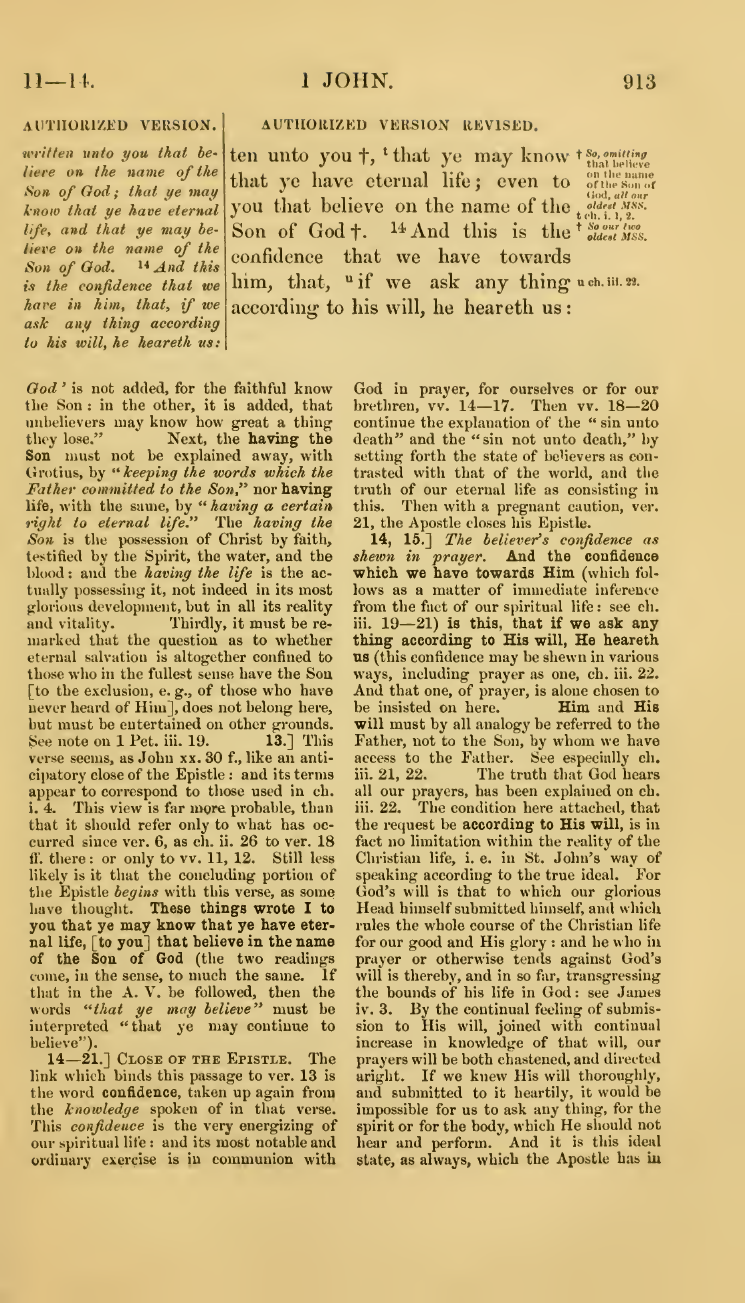 11—14.
1 JOHN.
913
AUTHORIZED VERSION.
written unto you that be-
lieve on the name of the
Son of God; that ye may
know that ye have eternal
life, and that ye may be-
lieve on the name of the
Son of God. 14 And this
is the confidence that we
have in him, that, if we
ask any thing according
to his will, he heareth us:
AUTHORIZED VERSION REVISED.
ten unto you †, t that ye may know
that ye have eternal life; even to
you that believe on the name of the
Son of God †. 14 And this is the
confidence that we have towards
him, that, u if we ask any thing
according to his will, he heareth us:
† So, omitting
that believe
on the name
of the Son of
God, all our
oldest MSS.
t ch. i. 1, 2.
† So our two
oldest MSS.
u ch. iii. 22.
God' is not added, for the faithful know
the Son: in the other, it is added, that
unbelievers may know how great a thing
they lose." Next, the having the
Son must not be explained away, with
Grotius, by "keeping the words which the
Father committed to the Son," nor having
life, with the same, by "having a certain
right to eternal life." The having the
Son is the possession of Christ by faith,
testified by the Spirit, the water, and the
blood: and the having the life is the ac-
tually possessing it, not indeed in its most
glorious development, but in all its reality
and vitality. Thirdly, it must be re-
marked that the question as to whether
eternal salvation is altogether confined to
those who in the fullest sense have the Son
[to the exclusion, e. g., of those who have
never heard of Him], does not belong here,
but must be entertained on other grounds.
See note on 1 Pet. iii. 19. 13.] This
verse seems, as John xx. 30 f., like an anti-
cipatory close of the Epistle: and its terms
appear to correspond to those used in ch.
i. 4. This view is far more probable, than
that it should refer only to what has oc-
curred since ver. 6, as ch. ii. 26 to ver. 18
ff. there: or only to vv. 11, 12. Still less
likely is it that the concluding portion of
the Epistle begins with this verse, as some
have thought. These things wrote I to
you that ye may know that ye have eter-
nal life, [to you] that believe in the name
of the Son of God (the two readings
come, in the sense, to much the same. If
that in the A. V. be followed, then the
words "that ye may believe" must be
interpreted "that ye may continue to
believe").
14—21.] CLOSE OF THE EPISTLE. The
link which binds this passage to ver. 13 is
the word confidence, taken up again from
the knowledge spoken of in that verse.
This confidence is the very energizing of
our spiritual life: and its most notable and
ordinary exercise is in communion with
God in prayer, for ourselves or for our
brethren, vv. 14—17. Then vv. 18—20
continue the explanation of the "sin unto
death" and the "sin not unto death," by
setting forth the state of believers as con-
trasted with that of the world, and the
truth of our eternal life as consisting in
this. Then with a pregnant caution, ver.
21, the Apostle closes his Epistle.
14, 15.] The believer's confidence as
shewn in prayer. And the confidence
which we have towards Him (which fol-
lows as a matter of immediate inference
from the fact of our spiritual life: see ch.
iii. 19—21) is this, that if we ask any
thing according to His will, He heareth
us (this confidence may be shewn in various
ways, including prayer as one, ch. iii. 22.
And that one, of prayer, is alone chosen to
be insisted on here. Him and His
will must by all analogy be referred to the
Father, not to the Son, by whom we have
access to the Father. See especially ch.
iii. 21, 22. The truth that God hears
all our prayers, has been explained on ch.
iii. 22. The condition here attached, that
the request be according to His will, is in
fact no limitation within the reality of the
Christian life, i. e. in St. John's way of
speaking according to the true ideal. For
God's will is that to which our glorious
Head himself submitted himself, and which
rules the whole course of the Christian life
for our good and His glory: and he who in
prayer or otherwise tends against God's
will is thereby, and in so far, transgressing
the bounds of his life in God: see James
iv. 3. By the continual feeling of submis-
sion to His will, joined with continual
increase in knowledge of that will, our
prayers will be both chastened, and directed
aright. If we knew His will thoroughly,
and submitted to it heartily, it would be
impossible for us to ask any thing, for the
spirit or for the body, which He should not
hear and perform. And it is this ideal
state, as always, which the Apostle has in